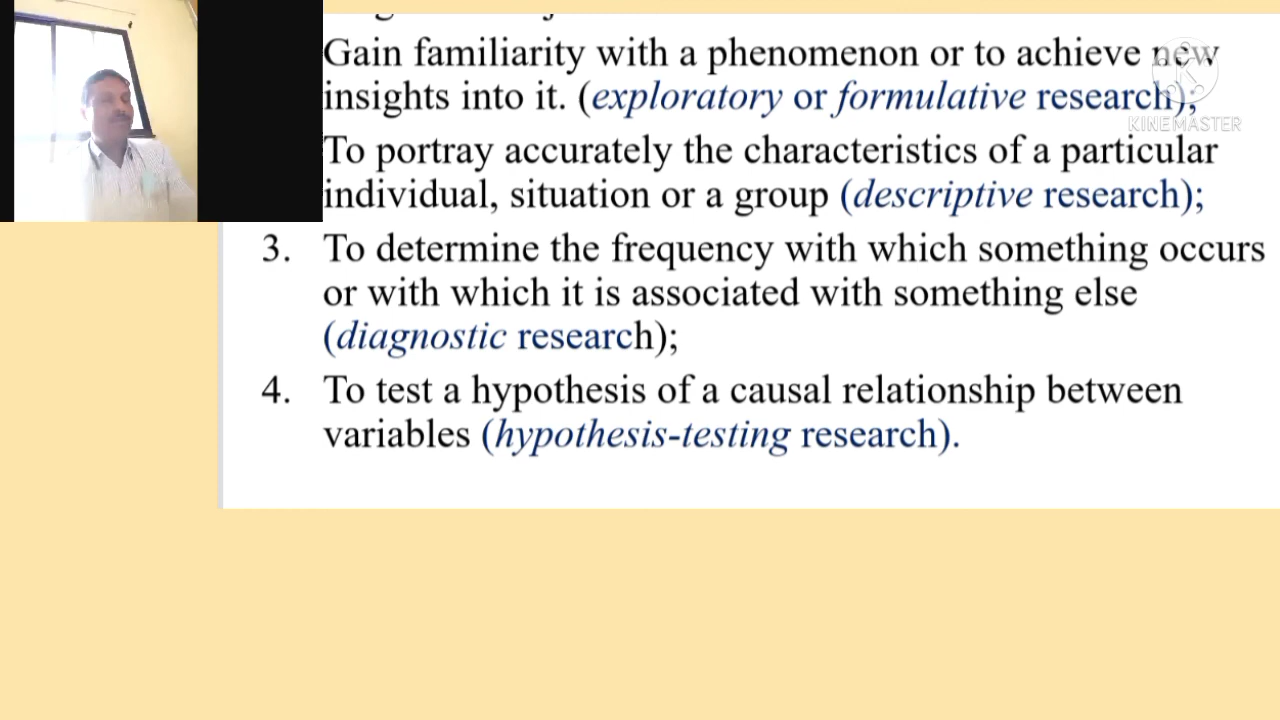 Gain familiarity with a phenomenon or to achieve new
insights into it. (exploratory or formulative research);
To portray accurately the characteristics of a particular
individual, situation or a group (descriptive research);
3. To determine the frequency with which something occurs
or with which it is associated with something else
(diagnostic research);
4. To test a hypothesis of a causal relationship between
variables (hypothesis-testing research).
KINEMASTER